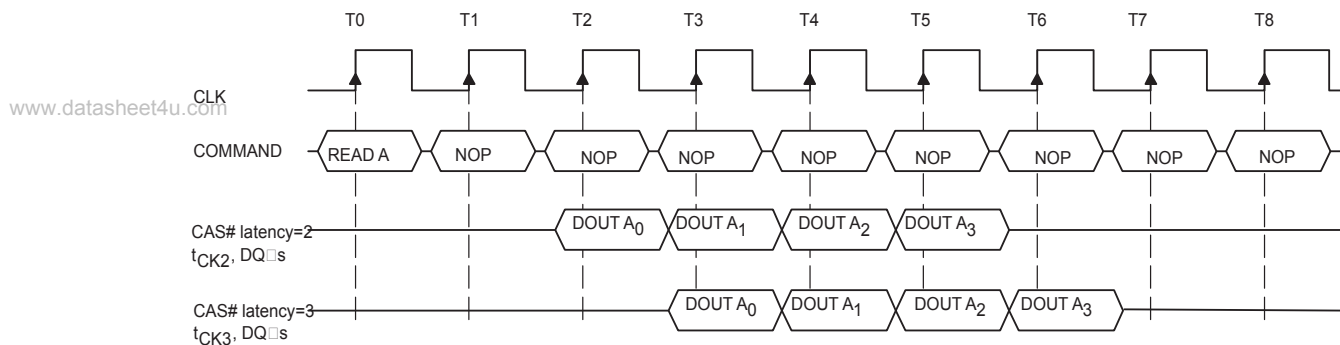 T0 T1 T2 T3 T4 T5 T6 T7 T8
CLK
www.datasheet4u.com
COMMAND READ A NOP NOP NOP NOP NOP NOP NOP NOP
CAS# latency=2 DOUT A0 DOUT A1 DOUT A2 DOUT A3
tCK2, DQ□s
CAS# latency=3 DOUT A0 DOUT A1 DOUT A2 DOUT A3
tCK3, DQ□s